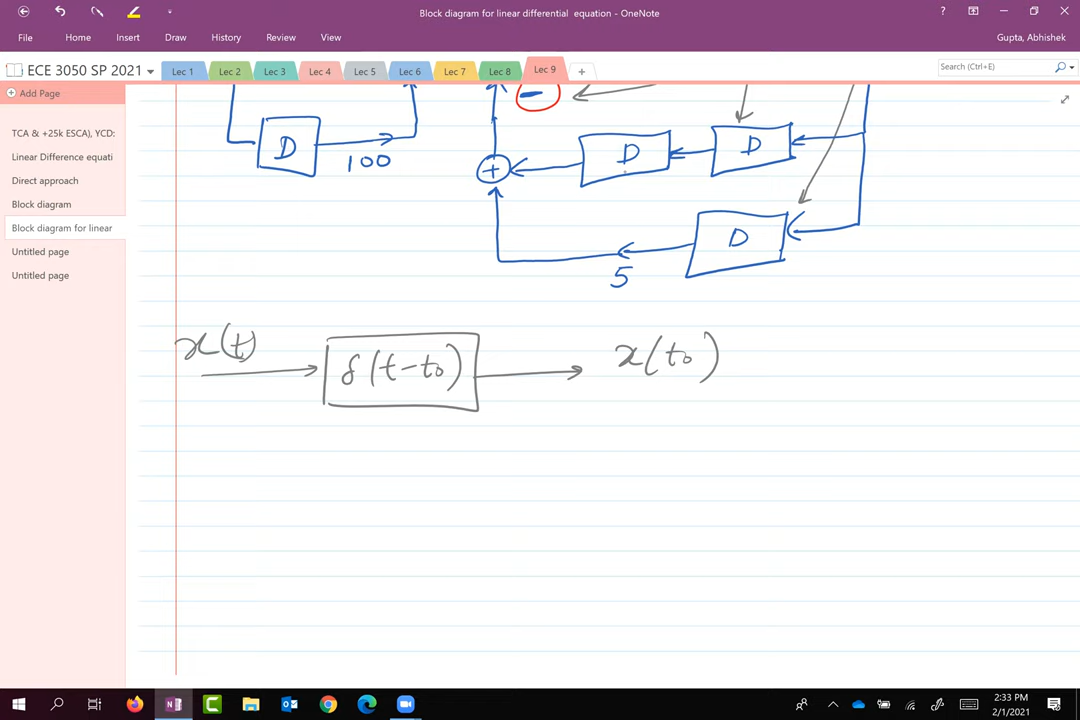 Block diagram for linear differential equation - OneNote
? Gupta, Abhishek
File Home Insert Draw History Review View
ECE 3050 SP 2021 Lec 1 Lec 2 Lec 3 Lec 4 Lec 5 Lec 6 Lec 7 Lec 8 Lec 9 +
Search (Ctrl+E)
Add Page
TCA & +25k ESCA), YCD:
Linear Difference equati
Direct approach
Block diagram
Block diagram for linear
Untitled page
Untitled page
-
D 100
+ D D
D
5
x(t) δ(t-t₀) x(t₀)
2:33 PM
2/1/2021